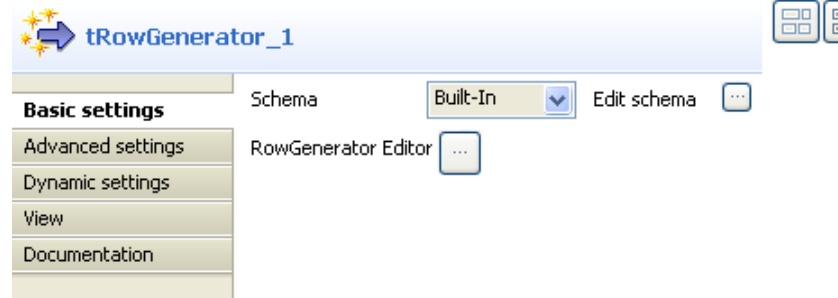 tRowGenerator_1
Basic settings
Schema Built-In Edit schema ...
Advanced settings
RowGenerator Editor ...
Dynamic settings
View
Documentation